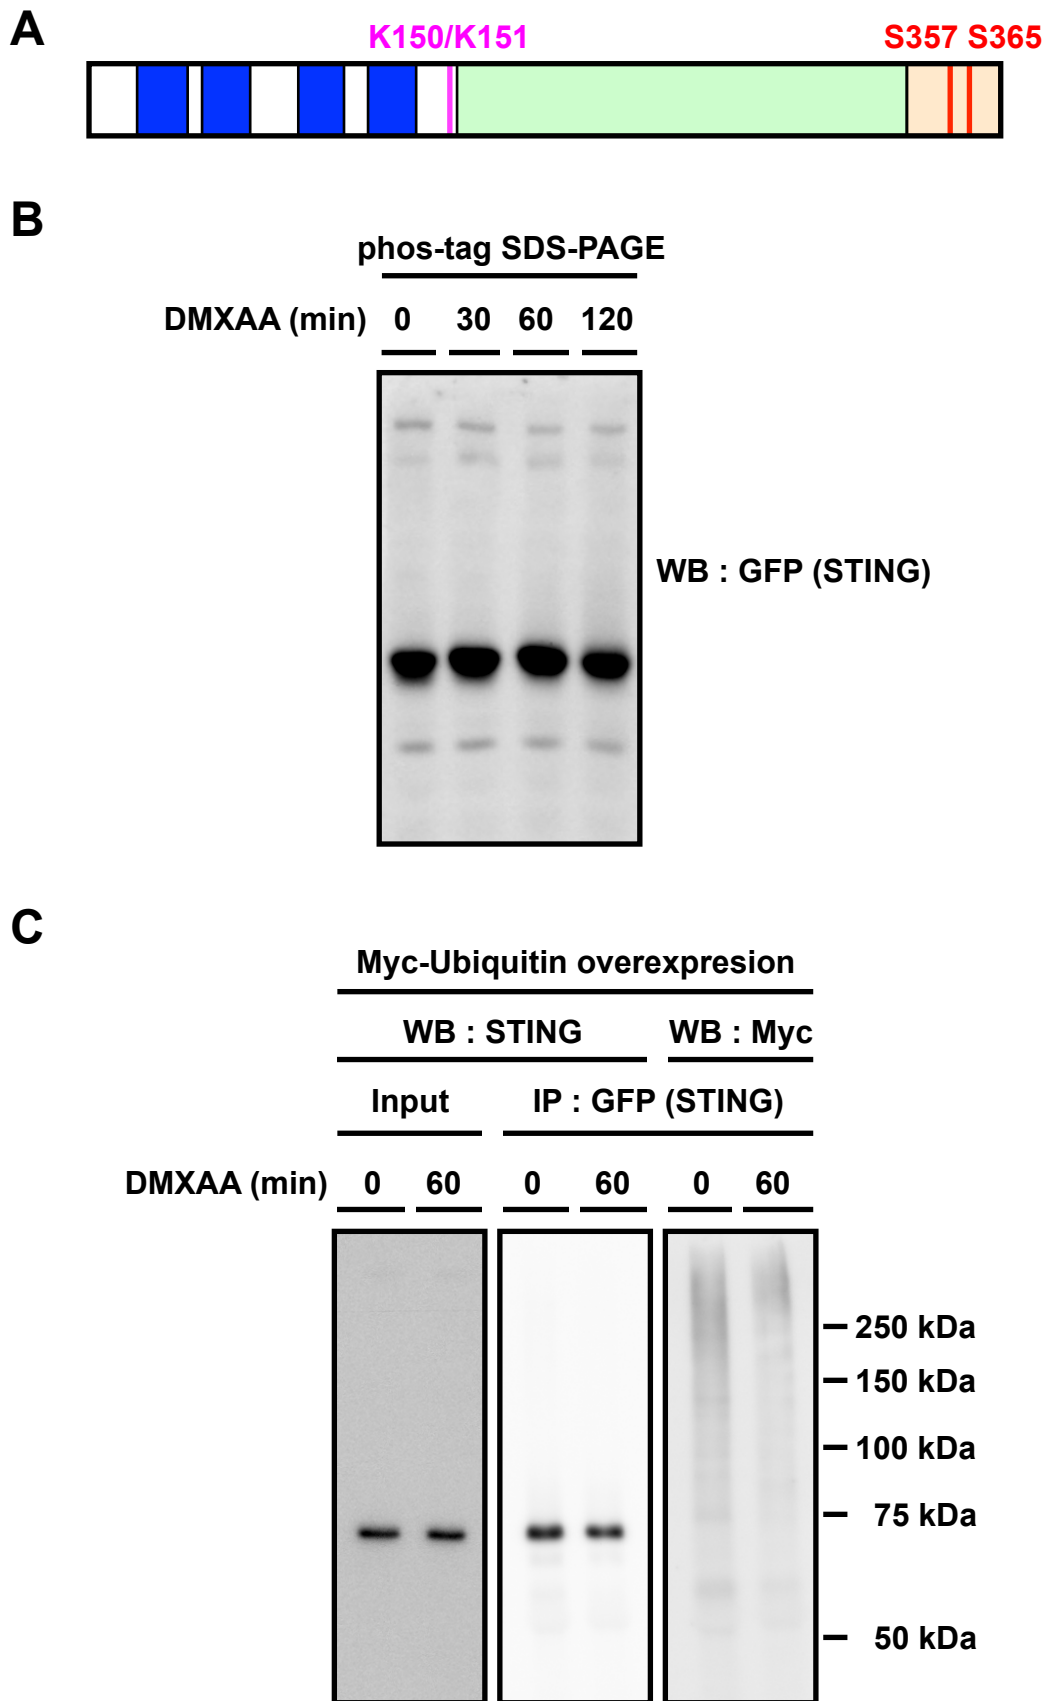 A
K150/K151 S357 S365
B
phos-tag SDS-PAGE
DMXAA (min) 0 30 60 120
WB : GFP (STING)
C
Myc-Ubiquitin overexpresion
WB : STING WB : Myc
Input IP : GFP (STING)
DMXAA (min) 0 60 0 60 0 60
250 kDa
150 kDa
100 kDa
75 kDa
50 kDa